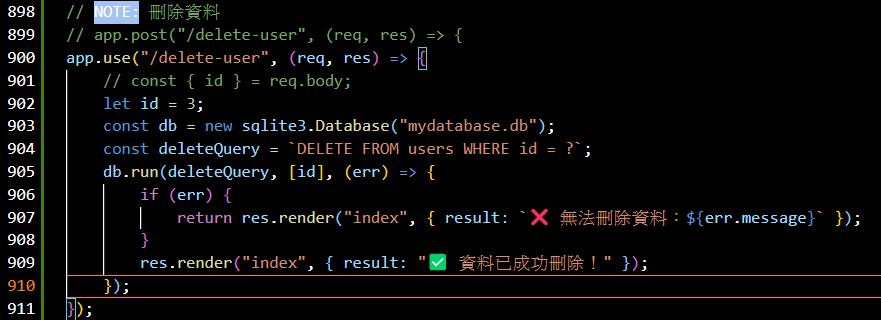 898 // NOTE: 刪除資料
899 // app.post("/delete-user", (req, res) => {
900 app.use("/delete-user", (req, res) => {
901 // const { id } = req.body;
902 let id = 3;
903 const db = new sqlite3.Database("mydatabase.db");
904 const deleteQuery = `DELETE FROM users WHERE id = ?`;
905 db.run(deleteQuery, [id], (err) => {
906 if (err) {
907 return res.render("index", { result: `❌ 無法刪除資料：${err.message}` });
908 }
909 res.render("index", { result: "✅ 資料已成功刪除！" });
910 });
911 });